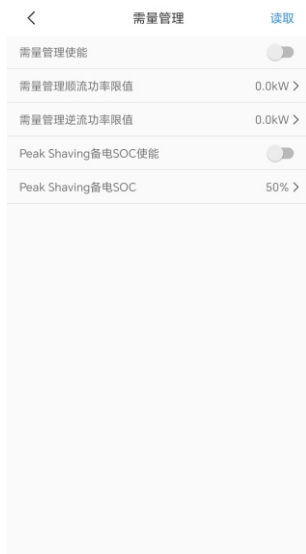 需量管理
读取
需量管理使能
需量管理顺流功率限值 0.0kW
需量管理逆流功率限值 0.0kW
Peak Shaving备电SOC使能
Peak Shaving备电SOC 50%